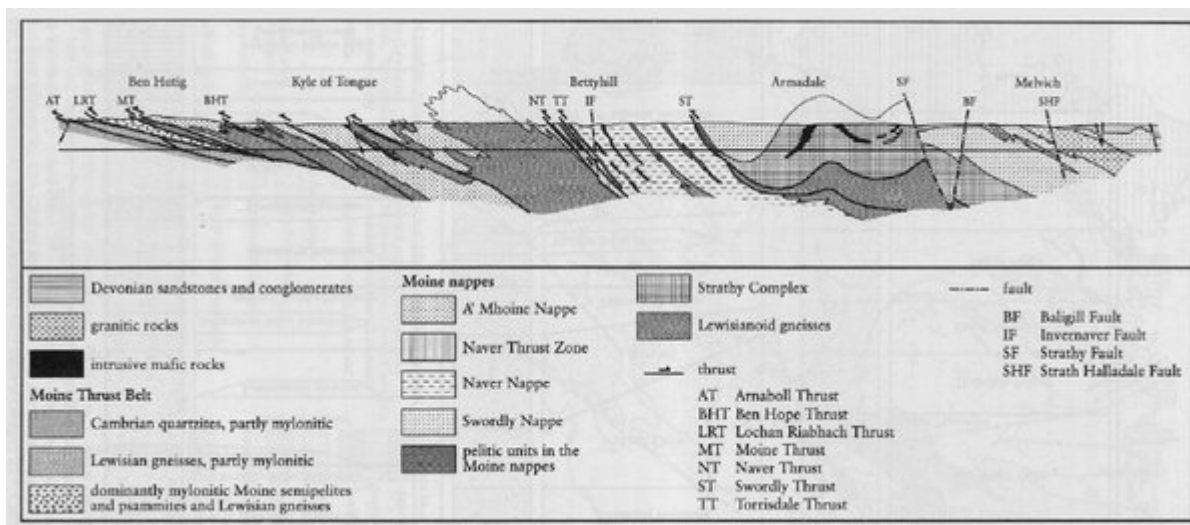 Ben Hutig
Kyle of Tongue
Bettyhill
Armadale
SF
Melvich
AT LRT MT BHT
NT TT IF
ST
BF
SHF
Devonian sandstones and conglomerates
granitic rocks
intrusive mafic rocks
Moine Thrust Belt
Cambrian quartzites, partly mylonitic
Lewisian gneisses, partly mylonitic
dominantly mylonitic Moine semipelites
and psammites and Lewisian gneisses
Moine nappes
A' Mhoine Nappe
Naver Thrust Zone
Naver Nappe
Swordly Nappe
pelitic units in the
Moine nappes
Strathy Complex
Lewisianoid gneisses
thrust
AT Arnaboll Thrust
BHT Ben Hope Thrust
LRT Lochan Riabhach Thrust
MT Moine Thrust
NT Naver Thrust
ST Swordly Thrust
TT Torrisdale Thrust
fault
BF Baligill Fault
IF Invernaver Fault
SF Strathy Fault
SHF Strath Halladale Fault